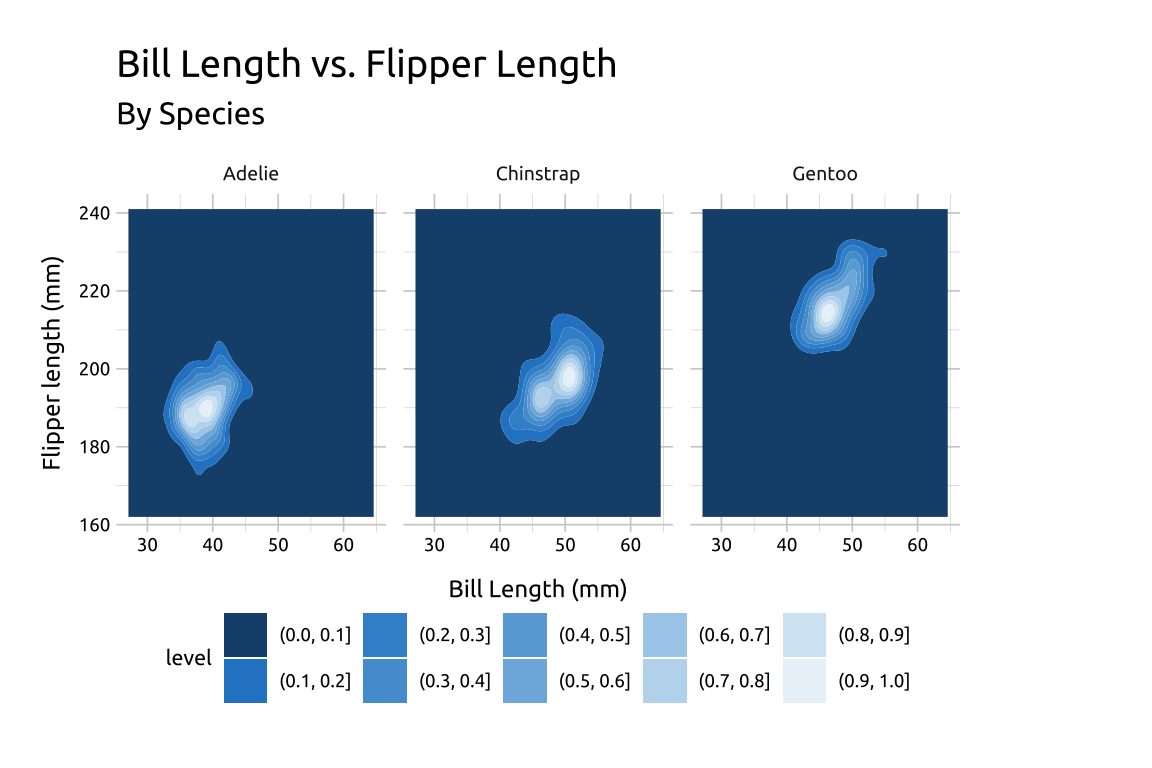 Bill Length vs. Flipper Length
By Species
Adelie Chinstrap Gentoo
240
220
200
180
160
Flipper length (mm)
30 40 50 60 30 40 50 60 30 40 50 60
Bill Length (mm)
level
(0.0, 0.1] (0.2, 0.3] (0.4, 0.5] (0.6, 0.7] (0.8, 0.9]
(0.1, 0.2] (0.3, 0.4] (0.5, 0.6] (0.7, 0.8] (0.9, 1.0]